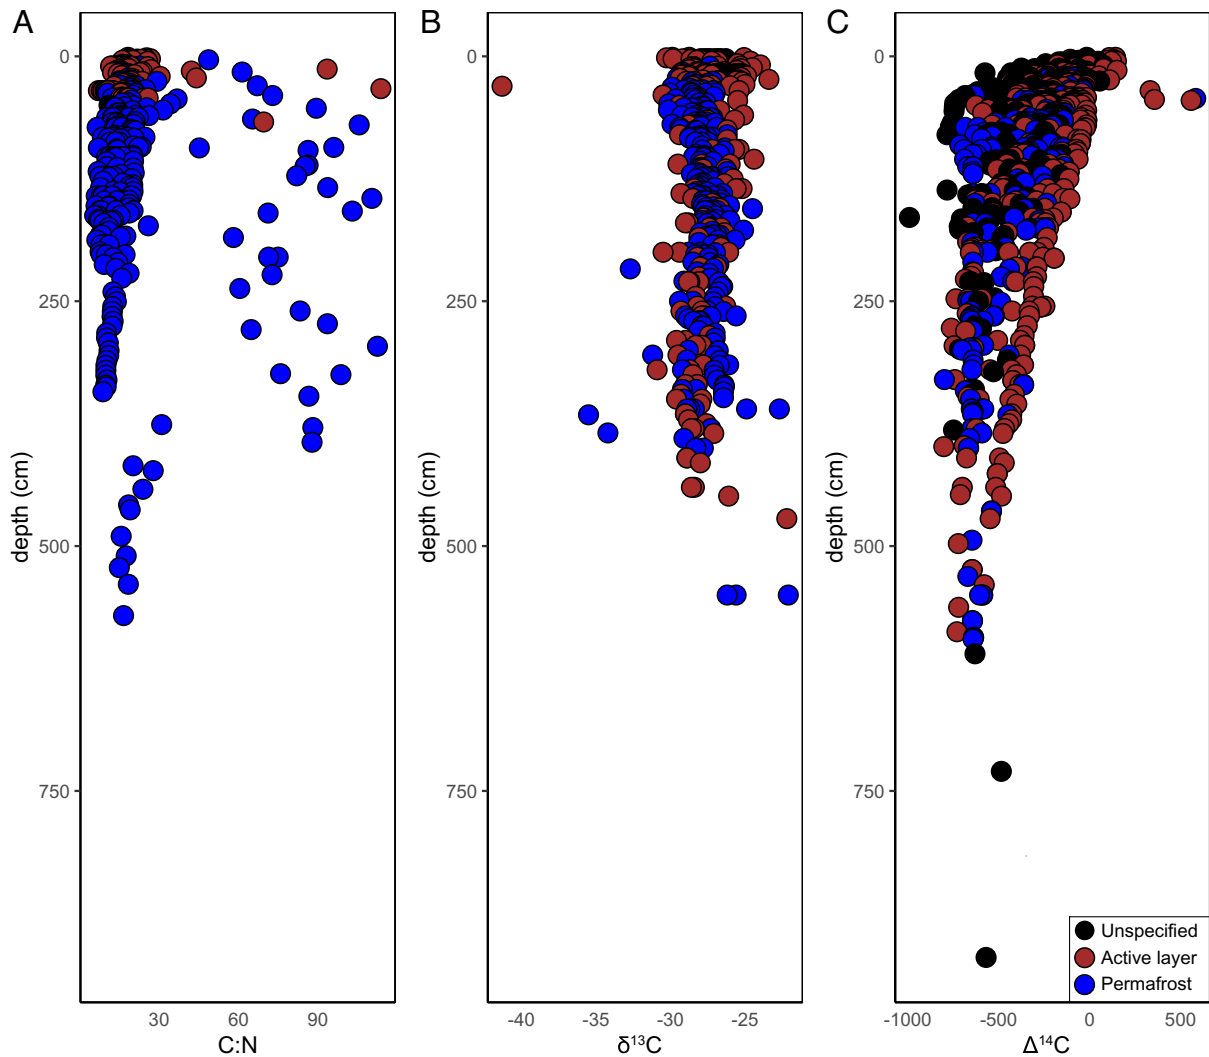 A
B
C
0
250
500
750
depth (cm)
30
60
90
C:N
0
250
500
750
depth (cm)
-40
-35
-30
-25
δ¹³C
0
250
500
750
depth (cm)
-1000
-500
0
500
Δ¹⁴C
Unspecified
Active layer
Permafrost